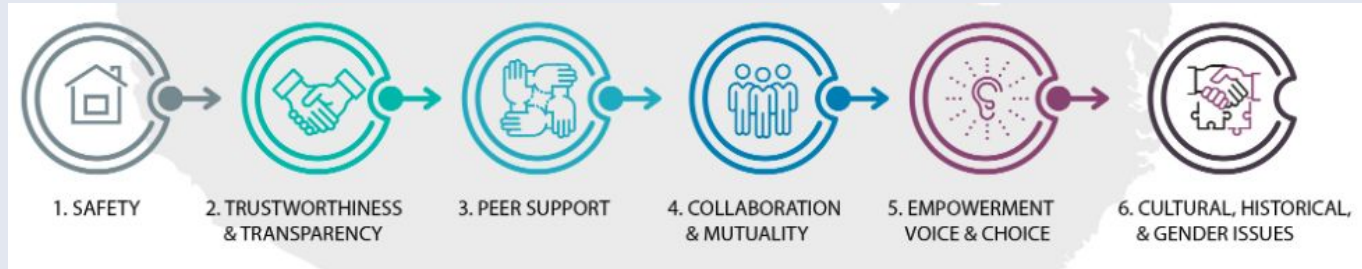 1. SAFETY
2. TRUSTWORTHINESS
& TRANSPARENCY
3. PEER SUPPORT
4. COLLABORATION
& MUTUALITY
5. EMPOWERMENT
VOICE & CHOICE
6. CULTURAL, HISTORICAL,
& GENDER ISSUES